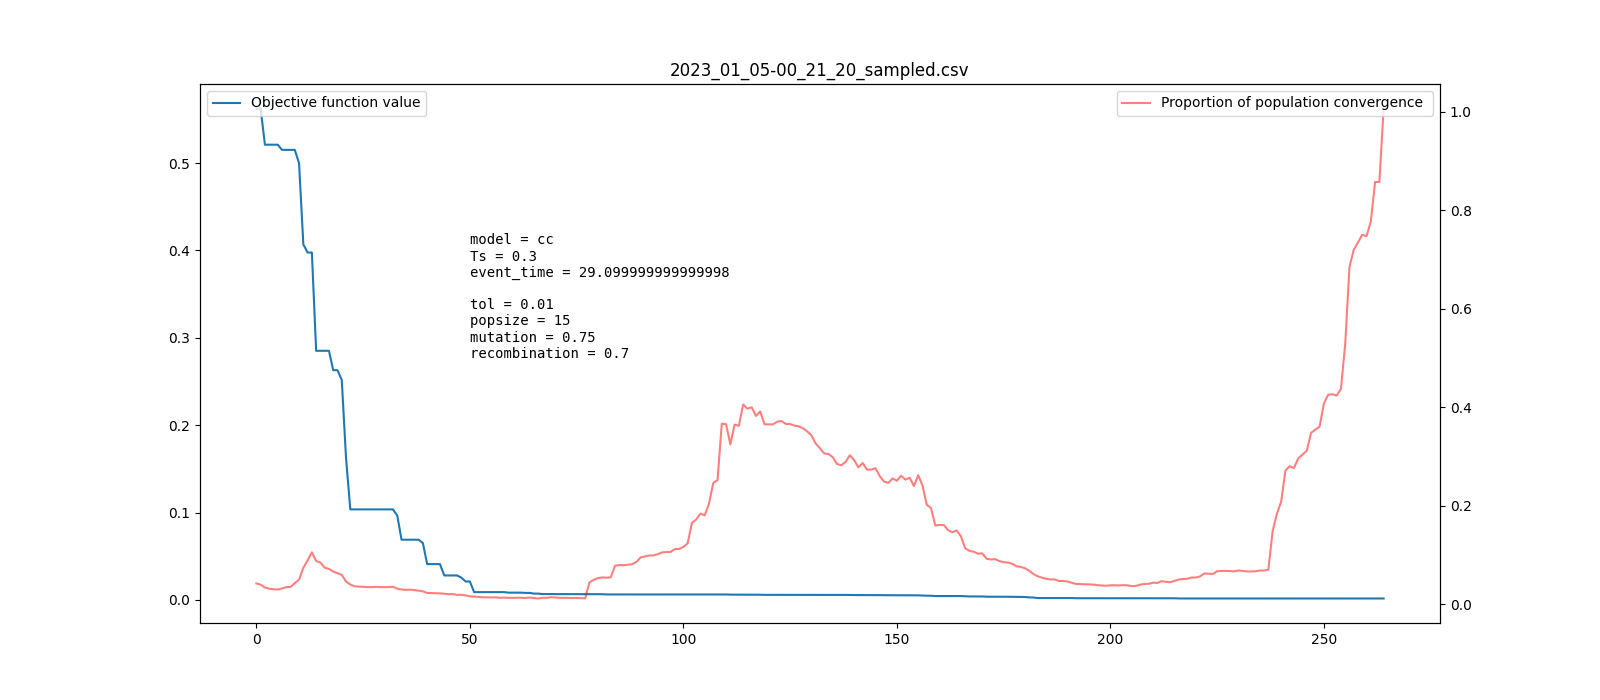 2023_01_05-00_21_20_sampled.csv
Objective function value
Proportion of population convergence
model = cc
Ts = 0.3
event_time = 29.099999999999998
tol = 0.01
popsize = 15
mutation = 0.75
recombination = 0.7
0.5
0.4
0.3
0.2
0.1
0.0
1.0
0.8
0.6
0.4
0.2
0.0
0 50 100 150 200 250